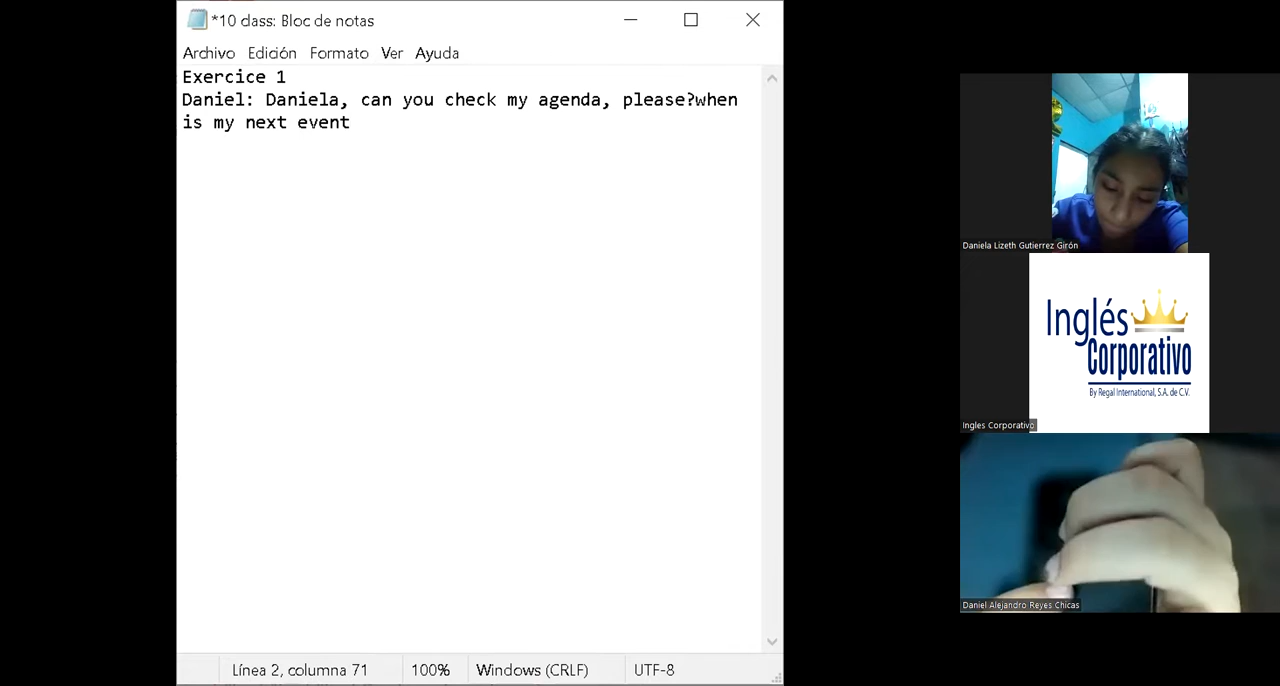 *10 class: Bloc de notas
Archivo Edición Formato Ver Ayuda
Exercice 1
Daniel: Daniela, can you check my agenda, please?when
is my next event
Línea 2, columna 71 100% Windows (CRLF) UTF-8
Daniela Lizeth Gutierrez Girón
Inglés
Corporativo
By Regal International, S.A. de C.V.
Ingles Corporativo
Daniel Alejandro Reyes Chicas